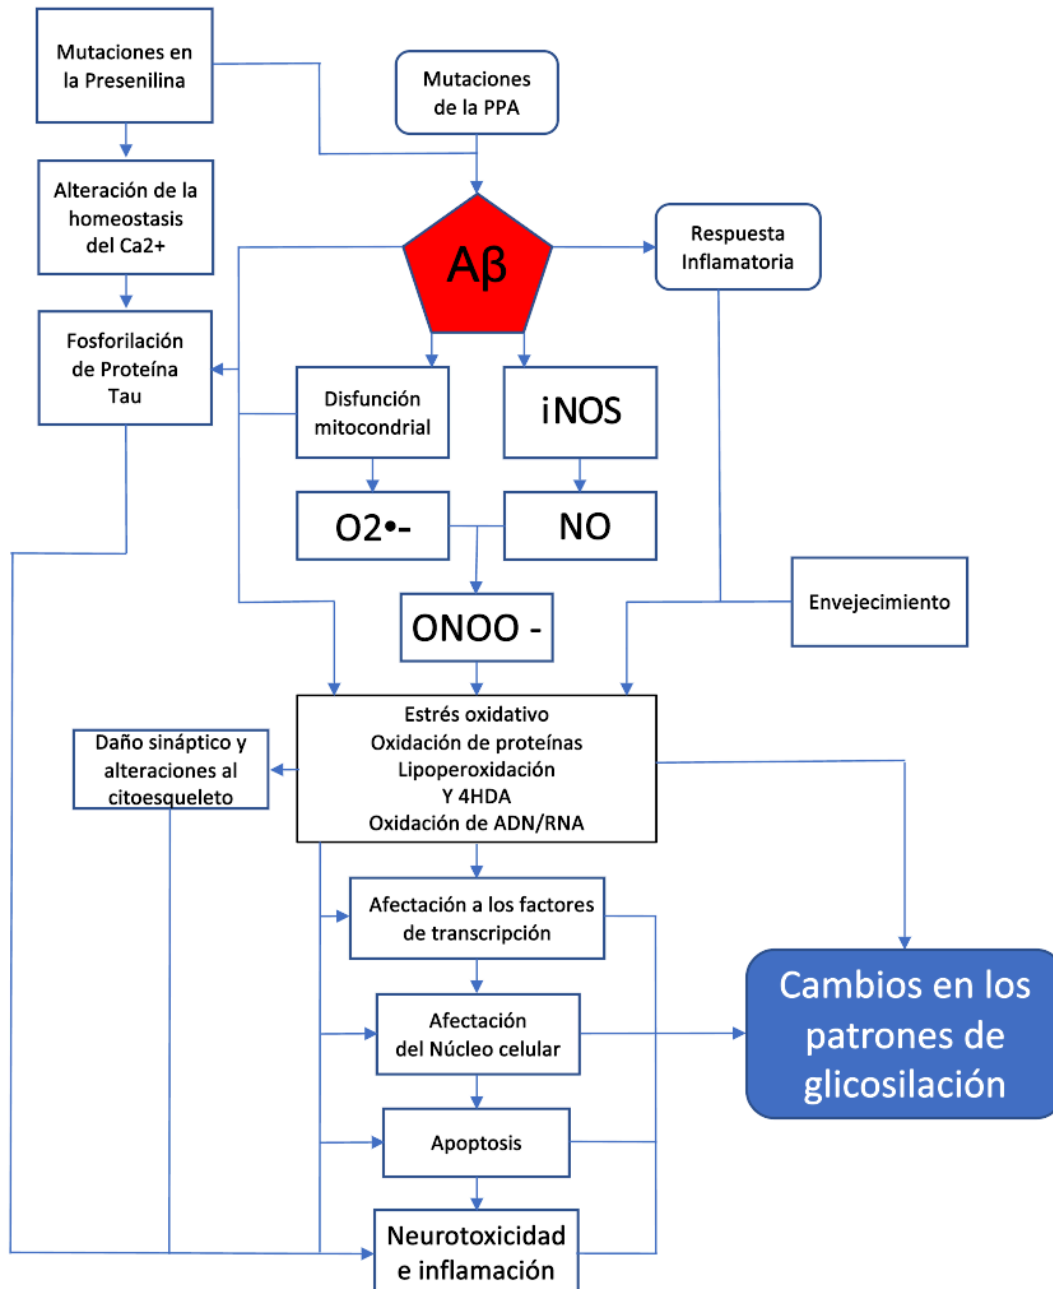 Mutaciones en
la Presenilina
Mutaciones
de la PPA
Alteración de la
homeostasis
del Ca2+
Aβ
Respuesta
Inflamatoria
Fosforilación
de Proteína
Tau
Disfunción
mitocondrial
iNOS
O2•-
NO
Envejecimiento
ONOO -
Estrés oxidativo
Oxidación de proteínas
Lipoperoxidación
Y 4HDA
Oxidación de ADN/RNA
Daño sináptico y
alteraciones al
citoesqueleto
Afectación a los factores
de transcripción
Afectación
del Núcleo celular
Cambios en los
patrones de
glicosilación
Apoptosis
Neurotoxicidad
e inflamación